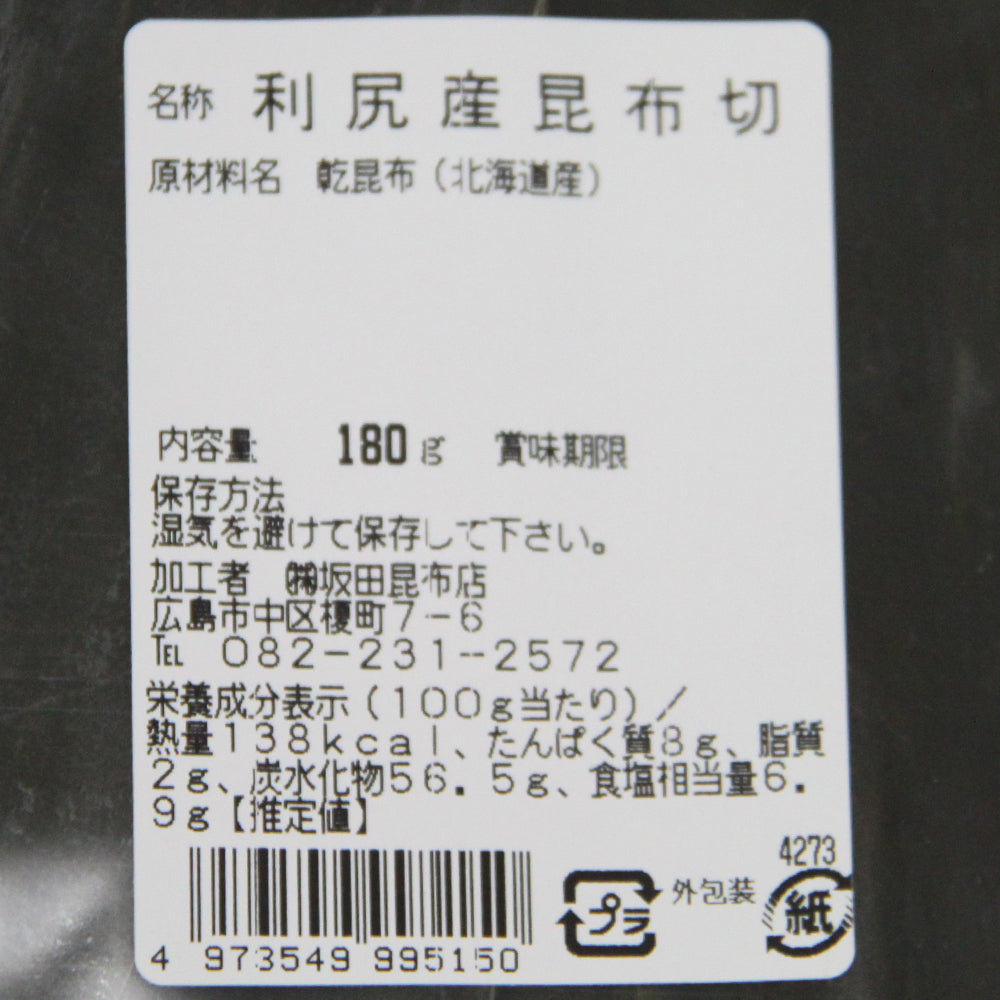 名称 利尻産昆布切
原材料名 乾昆布（北海道産）
内容量 180g 賞味期限
保存方法
湿気を避けて保存して下さい。
加工者 ㈱坂田昆布店
広島市中区榎町7-6
℡ 082-231-2572
栄養成分表示（100g当たり）／
熱量138kcal、たんぱく質8g、脂質
2g、炭水化物56．5g、食塩相当量6．
9g【推定値】
4273
プラ 外包装 紙
4 973549 995150